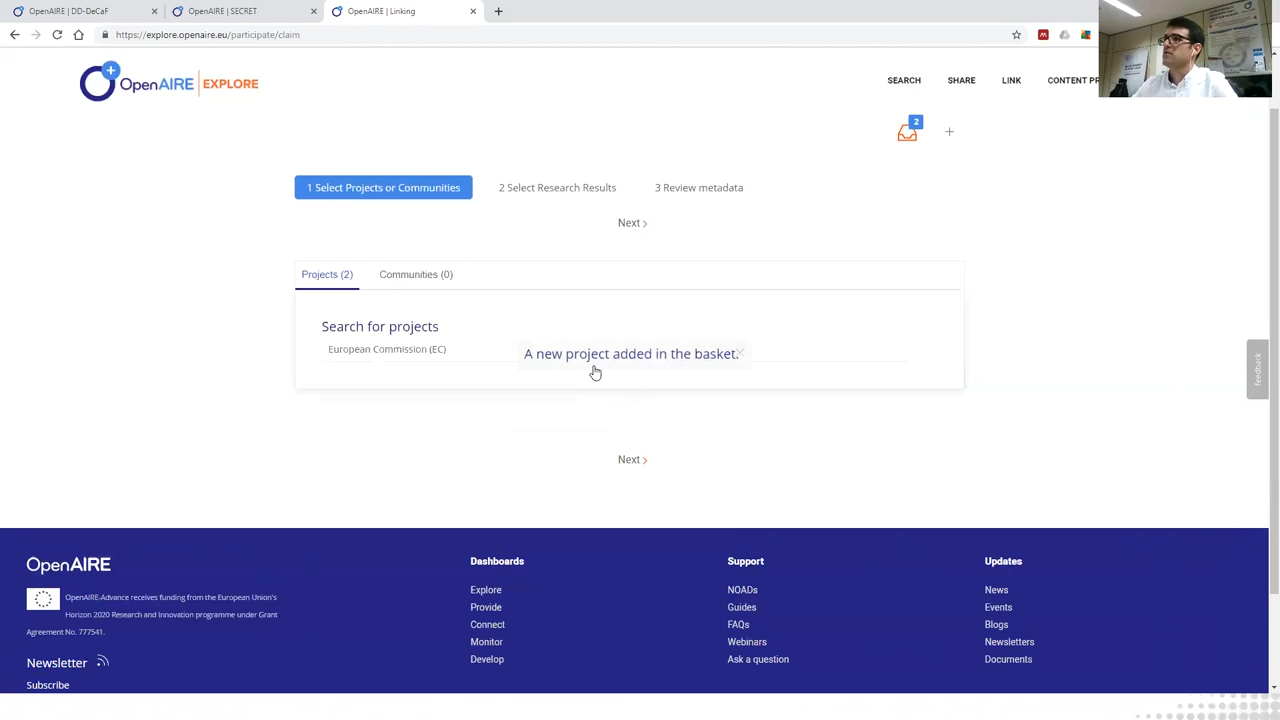 OpenAIRE | DD-DeCaF
OpenAIRE | SECRET
OpenAIRE | Linking
https://explore.openaire.eu/participate/claim
OpenAIRE EXPLORE
SEARCH
SHARE
LINK
CONTENT PR
2
1 Select Projects or Communities
2 Select Research Results
3 Review metadata
Next
Projects (2)
Communities (0)
Search for projects
European Commission (EC)
A new project added in the basket.
feedback
Next
OpenAIRE
OpenAIRE-Advance receives funding from the European Union's
Horizon 2020 Research and Innovation programme under Grant
Agreement No. 777541.
Newsletter
Subscribe
Dashboards
Explore
Provide
Connect
Monitor
Develop
Support
NOADs
Guides
FAQs
Webinars
Ask a question
Updates
News
Events
Blogs
Newsletters
Documents